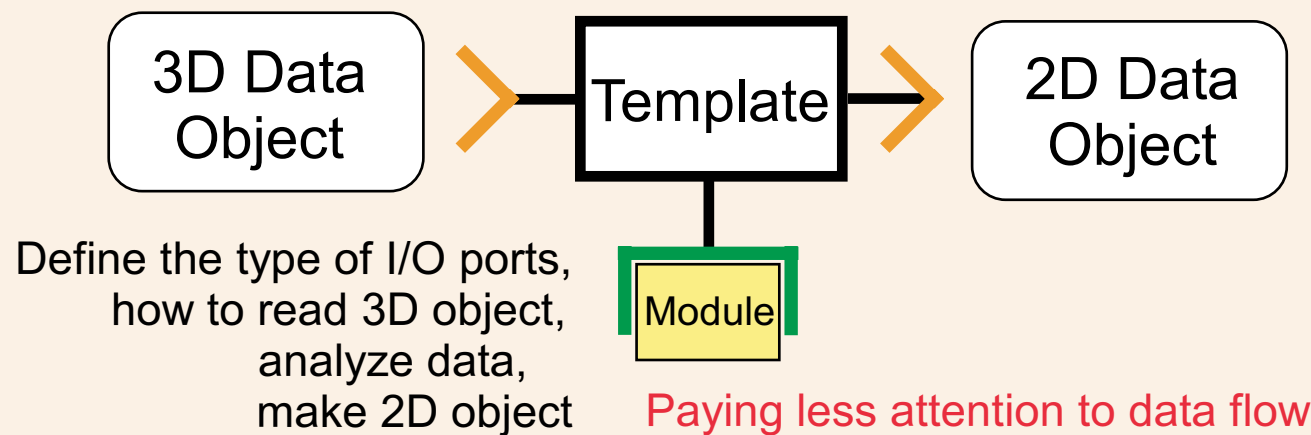 3D Data
Object
Template
2D Data
Object
Define the type of I/O ports,
how to read 3D object,
analyze data,
make 2D object
Module
Paying less attention to data flow